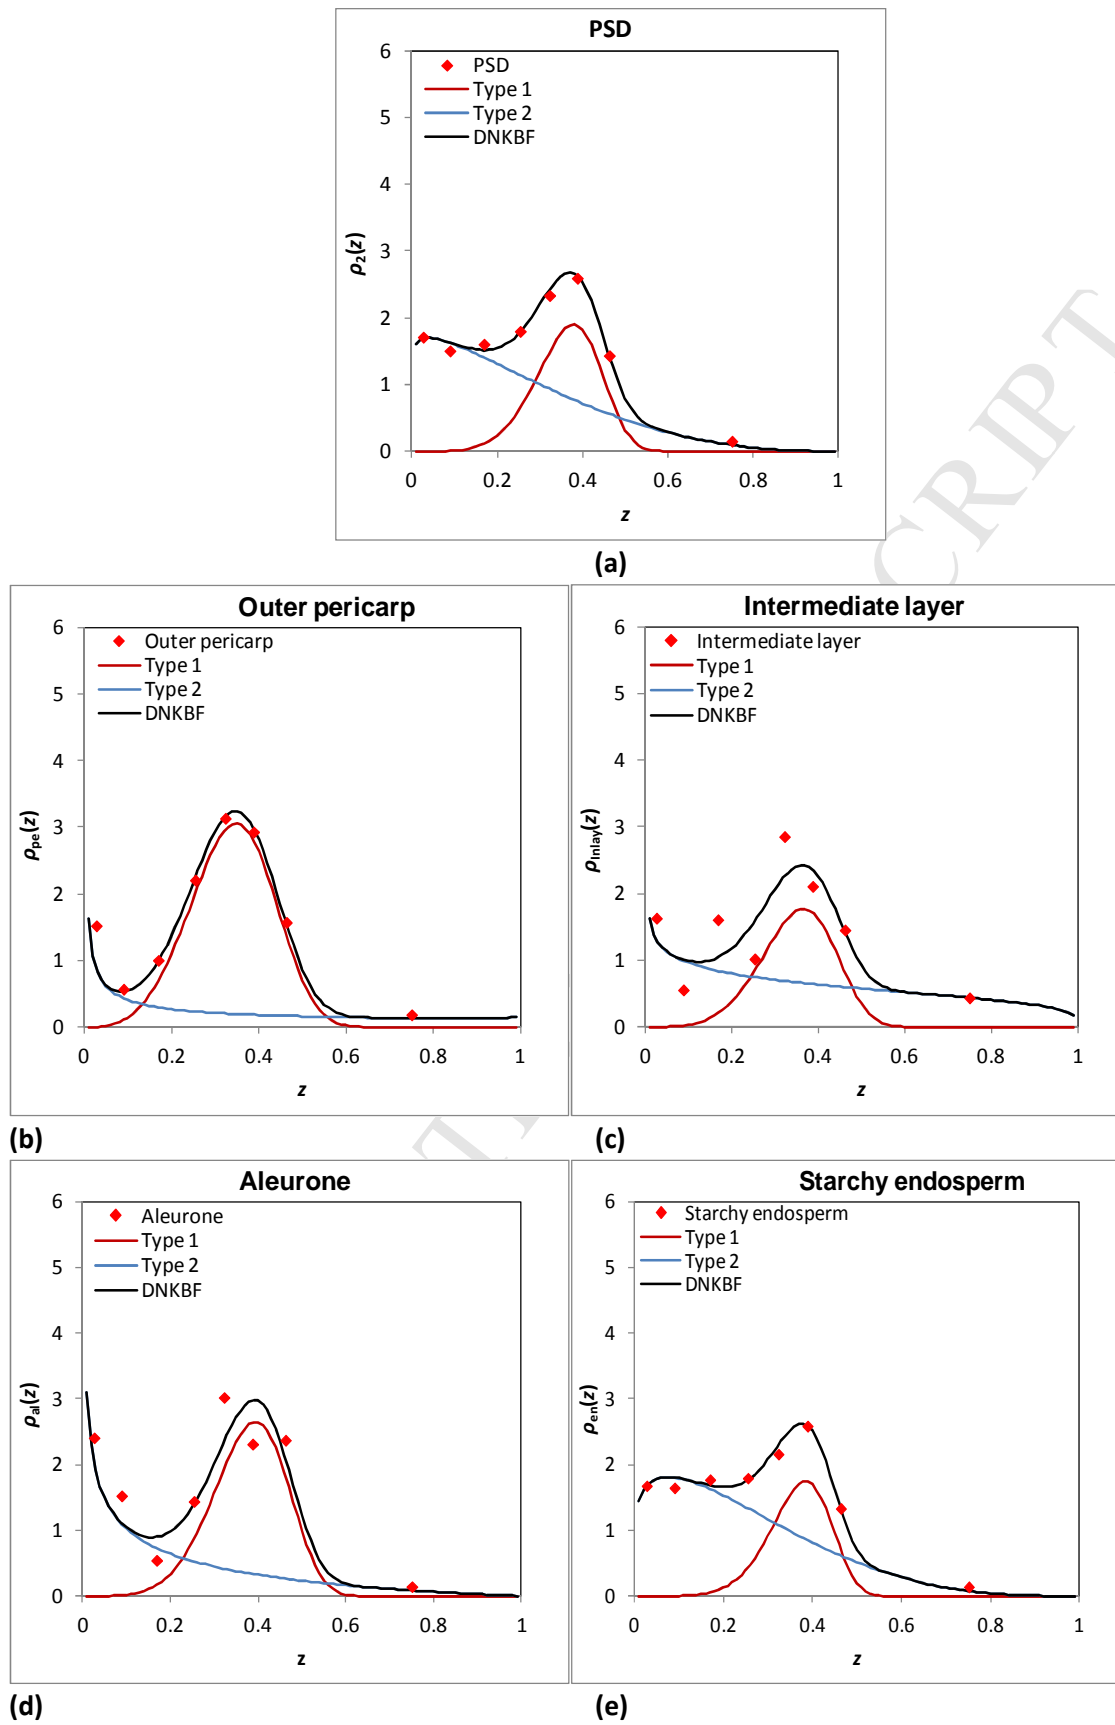 PSD
6
PSD
Type 1
5
Type 2
DNKBF
4
3
ρ2(z)
2
1
0
0 0.2 0.4 0.6 0.8 1
z
(a)
Outer pericarp
6
Outer pericarp
Type 1
5
Type 2
DNKBF
4
3
ρpe(z)
2
1
0
0 0.2 0.4 0.6 0.8 1
z
(b)
Intermediate layer
6
Intermediate layer
Type 1
5
Type 2
DNKBF
4
3
ρInlay(z)
2
1
0
0 0.2 0.4 0.6 0.8 1
z
(c)
Aleurone
6
Aleurone
Type 1
5
Type 2
DNKBF
4
3
ρal(z)
2
1
0
0 0.2 0.4 0.6 0.8 1
z
(d)
Starchy endosperm
6
Starchy endosperm
Type 1
5
Type 2
DNKBF
4
3
ρen(z)
2
1
0
0 0.2 0.4 0.6 0.8 1
z
(e)
CRIPT